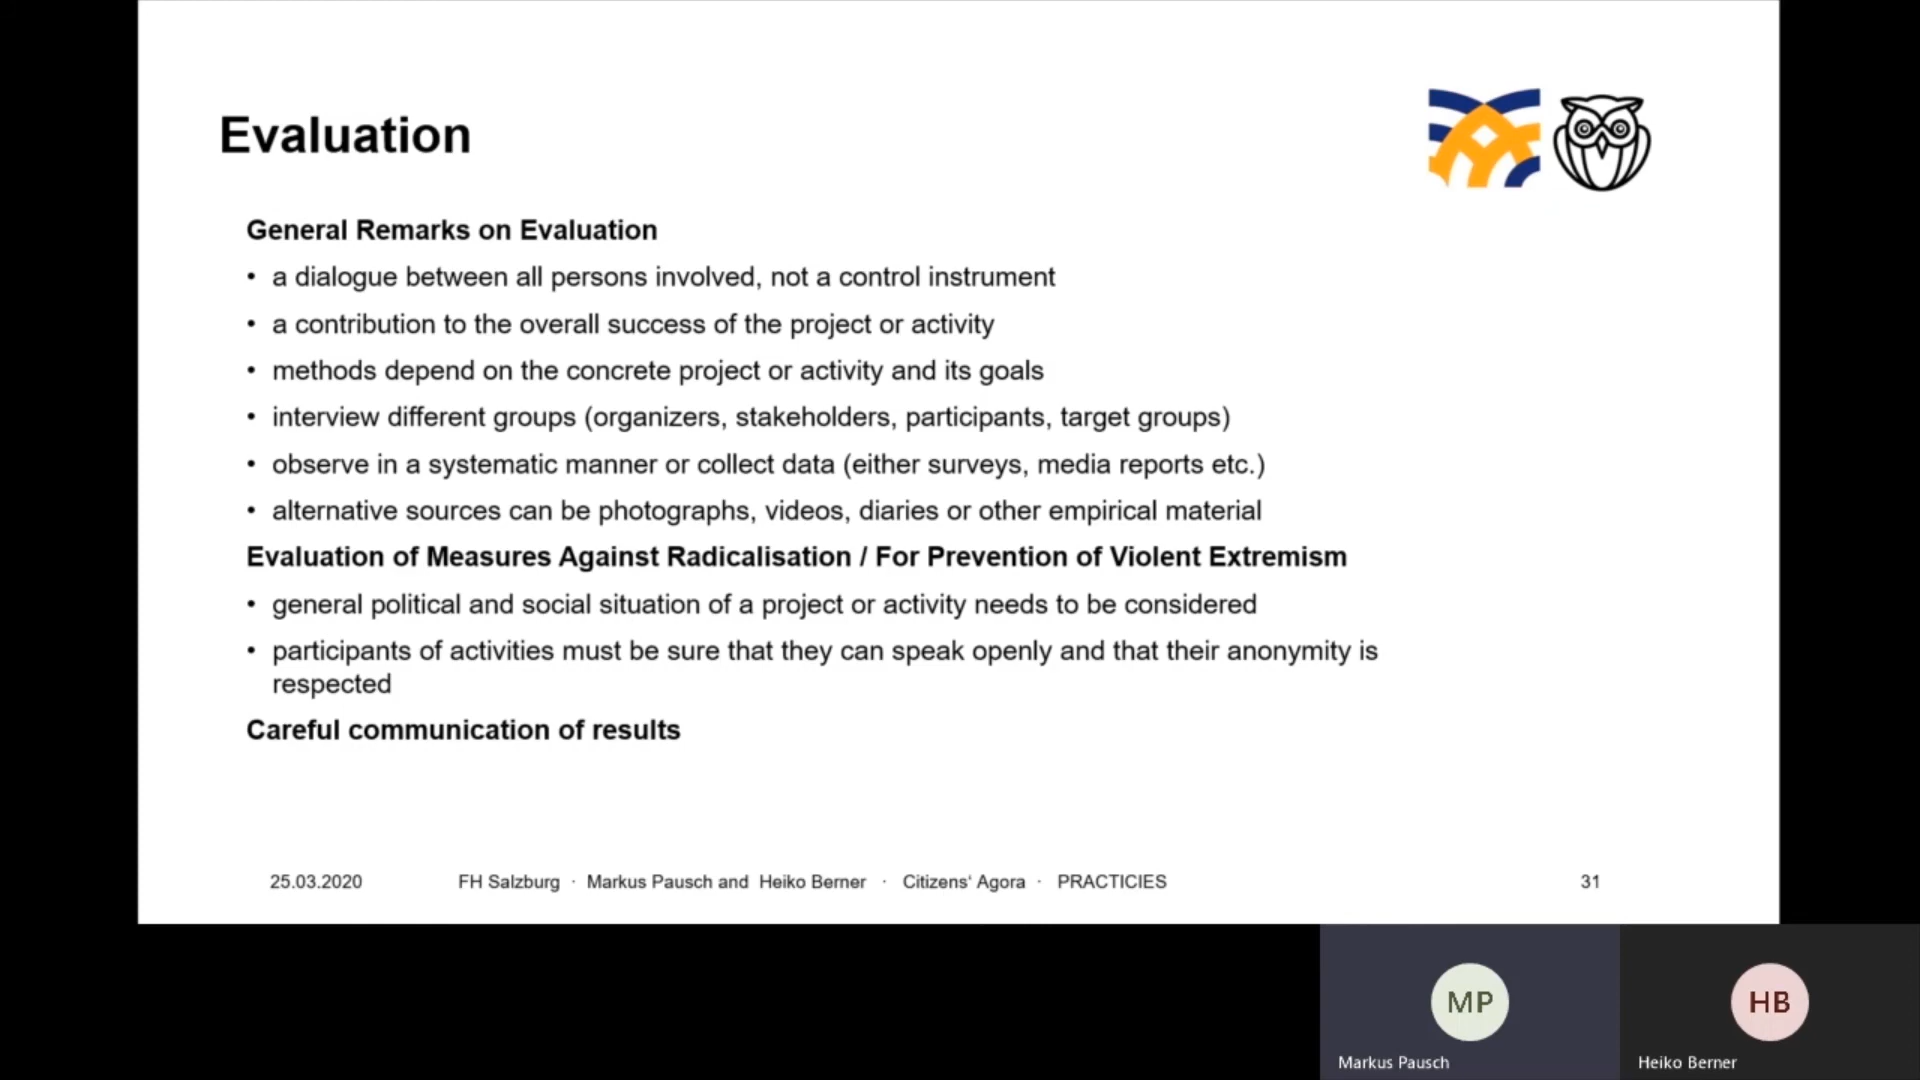 Evaluation
General Remarks on Evaluation
• a dialogue between all persons involved, not a control instrument
• a contribution to the overall success of the project or activity
• methods depend on the concrete project or activity and its goals
• interview different groups (organizers, stakeholders, participants, target groups)
• observe in a systematic manner or collect data (either surveys, media reports etc.)
• alternative sources can be photographs, videos, diaries or other empirical material
Evaluation of Measures Against Radicalisation / For Prevention of Violent Extremism
• general political and social situation of a project or activity needs to be considered
• participants of activities must be sure that they can speak openly and that their anonymity is
respected
Careful communication of results
25.03.2020 FH Salzburg · Markus Pausch and Heiko Berner · Citizens‘ Agora · PRACTICIES 31
MP HB
Markus Pausch Heiko Berner